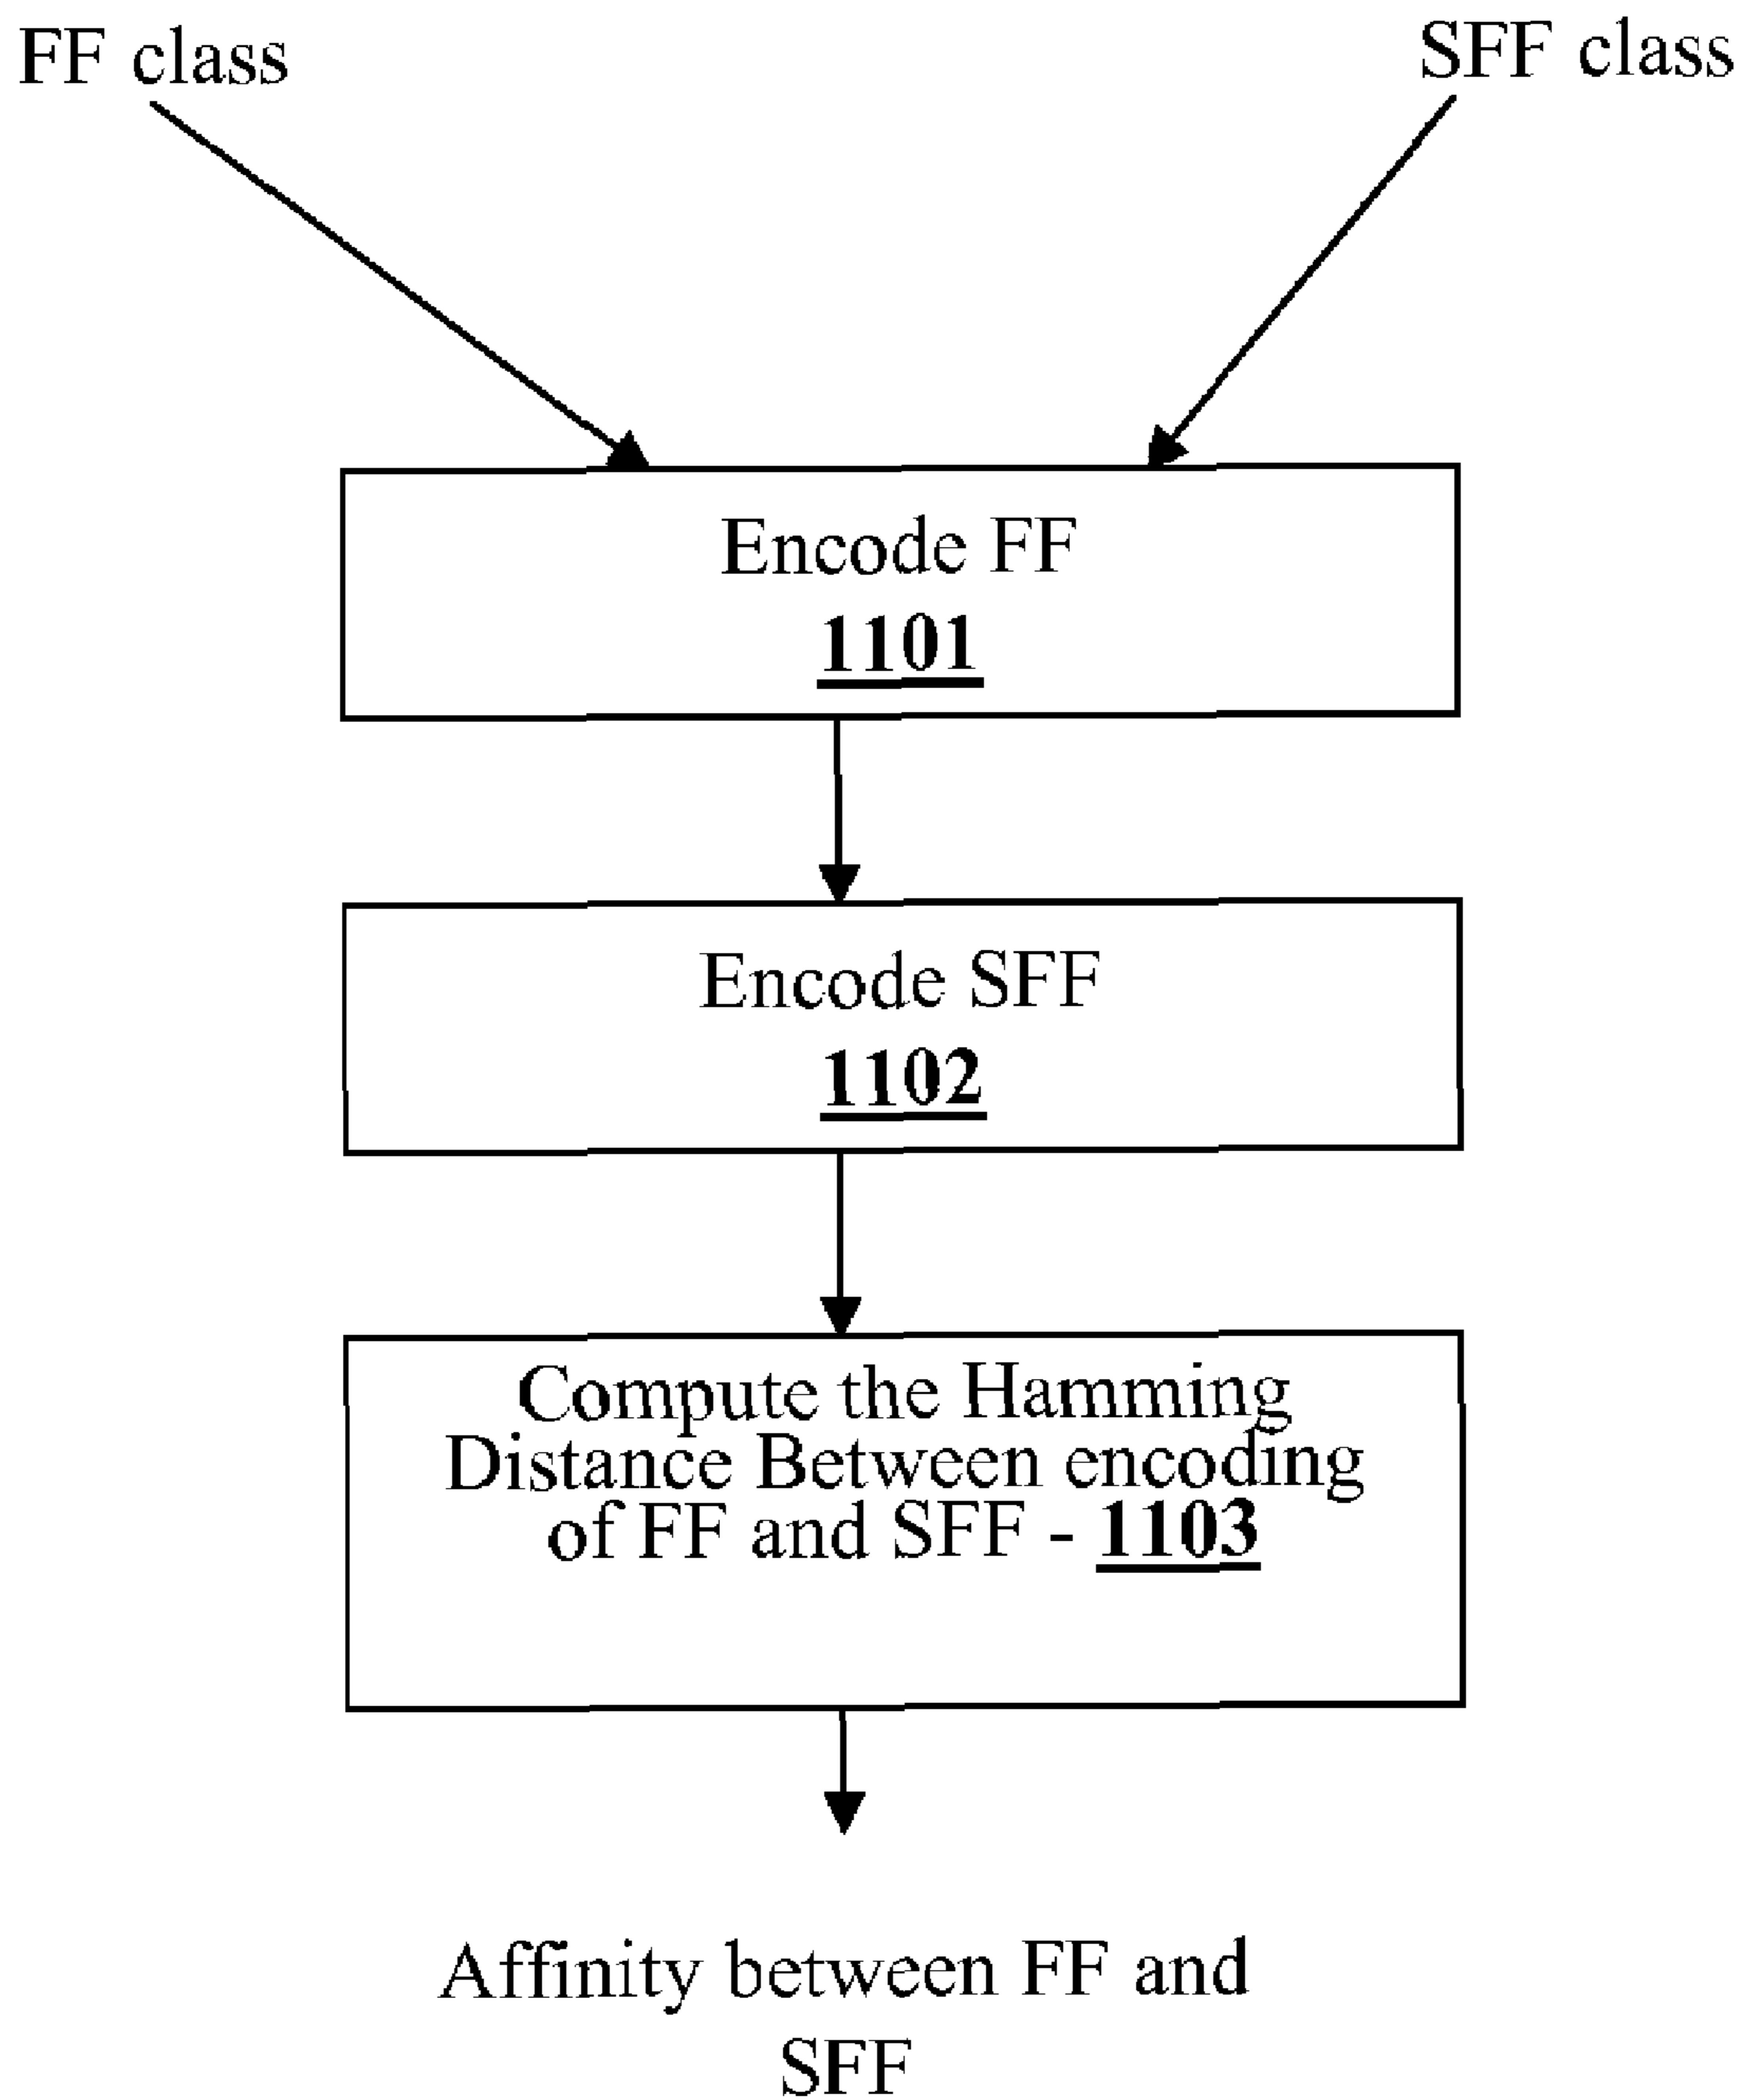 FF class
SFF class
Encode FF
1101
Encode SFF
1102
Compute the Hamming
Distance Between encoding
of FF and SFF - 1103
Affinity between FF and
SFF